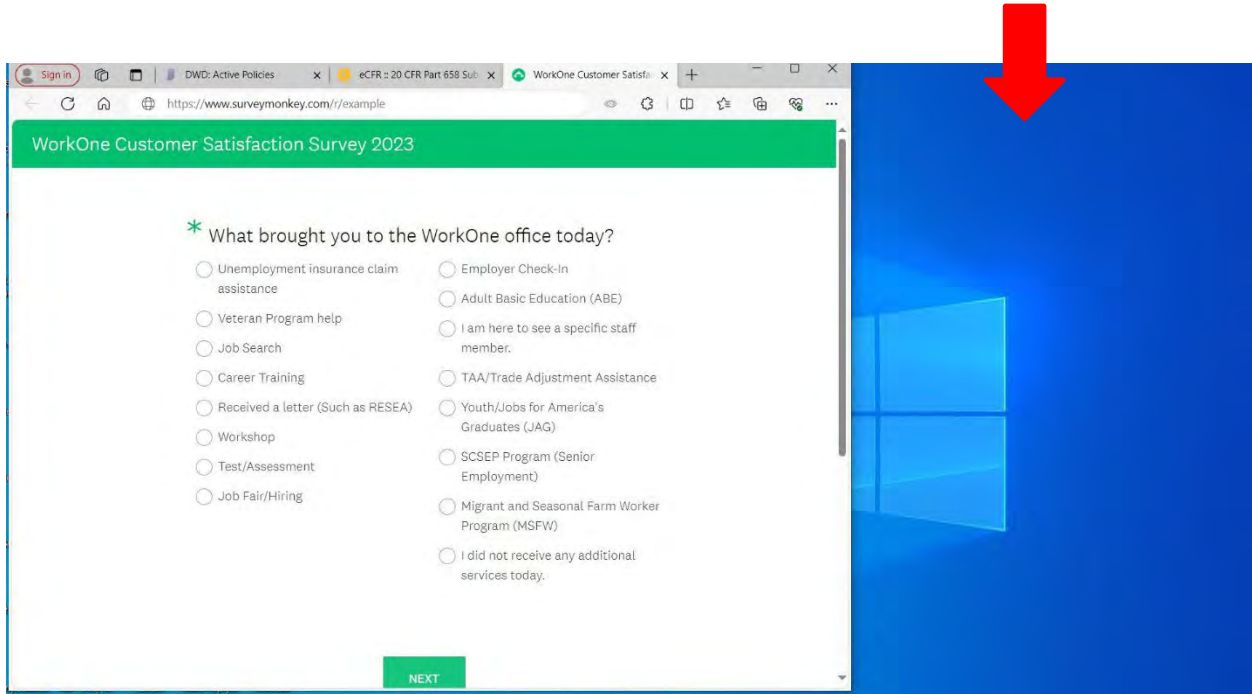 Sign in
DWD: Active Policies
eCFR :: 20 CFR Part 658 Sub
WorkOne Customer Satisfa
https://www.surveymonkey.com/r/example
WorkOne Customer Satisfaction Survey 2023
* What brought you to the WorkOne office today?
Unemployment insurance claim
assistance
Veteran Program help
Job Search
Career Training
Received a letter (Such as RESEA)
Workshop
Test/Assessment
Job Fair/Hiring
Employer Check-In
Adult Basic Education (ABE)
I am here to see a specific staff
member.
TAA/Trade Adjustment Assistance
Youth/Jobs for America's
Graduates (JAG)
SCSEP Program (Senior
Employment)
Migrant and Seasonal Farm Worker
Program (MSFW)
I did not receive any additional
services today.
NEXT